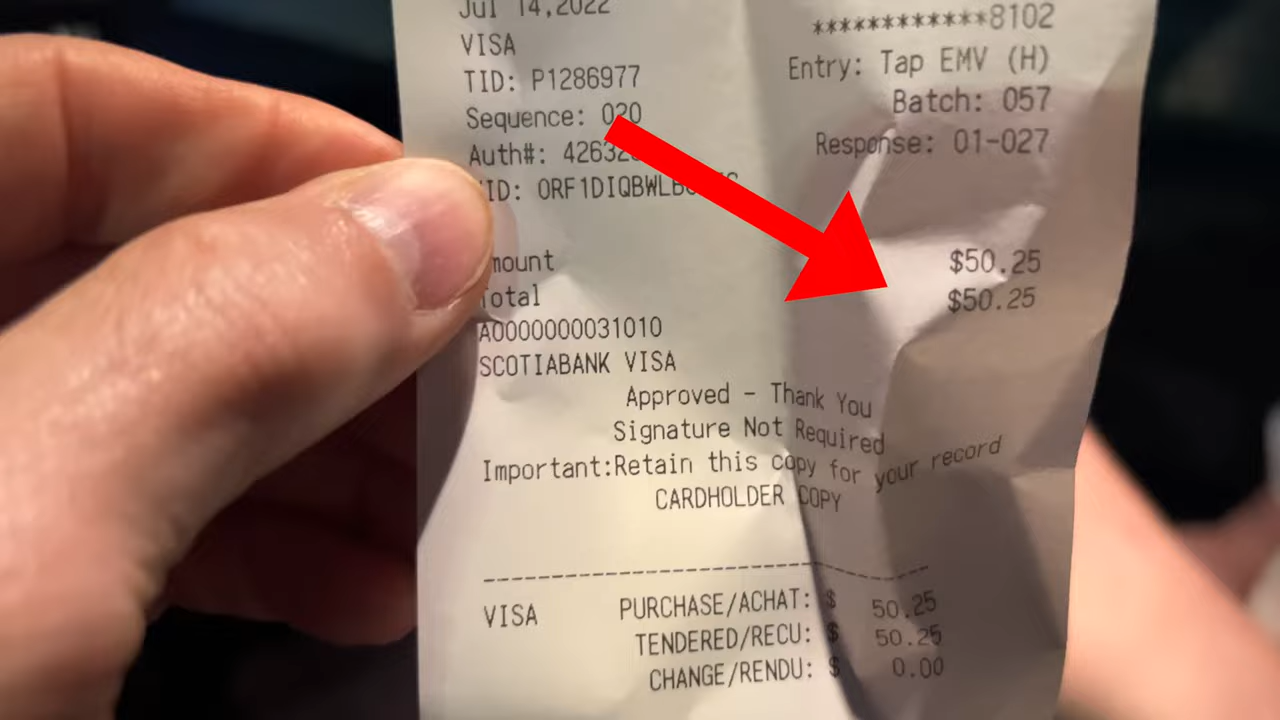 Jul 14,2022
************8102
VISA
Entry: Tap EMV (H)
TID: P1286977
Batch: 057
Sequence: 020
Response: 01-027
Auth#:
$50.25
Total $50.25
A0000000031010
SCOTIABANK VISA
Approved - Thank You
Signature Not Required
Important:Retain this copy for your record
CARDHOLDER COPY
VISA PURCHASE/ACHAT: $ 50.25
TENDERED/RECU: $ 50.25
CHANGE/RENDU: $ 0.00